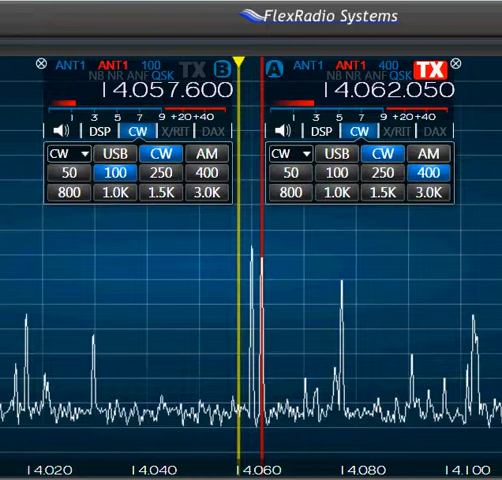 FlexRadio Systems
ANT1 ANT1 100 TX B
NB NR ANF QSK
14.057.600
1 3 5 7 9 +20 +40
DSP CW X/RIT DAX
CW USB CW AM
50 100 250 400
800 1.0K 1.5K 3.0K
A ANT1 ANT1 400 TX
NB NR ANF QSK
14.062.050
1 3 5 7 9 +20 +40
DSP CW X/RIT DAX
CW USB CW AM
50 100 250 400
800 1.0K 1.5K 3.0K
14.020 14.040 14.060 14.080 14.100